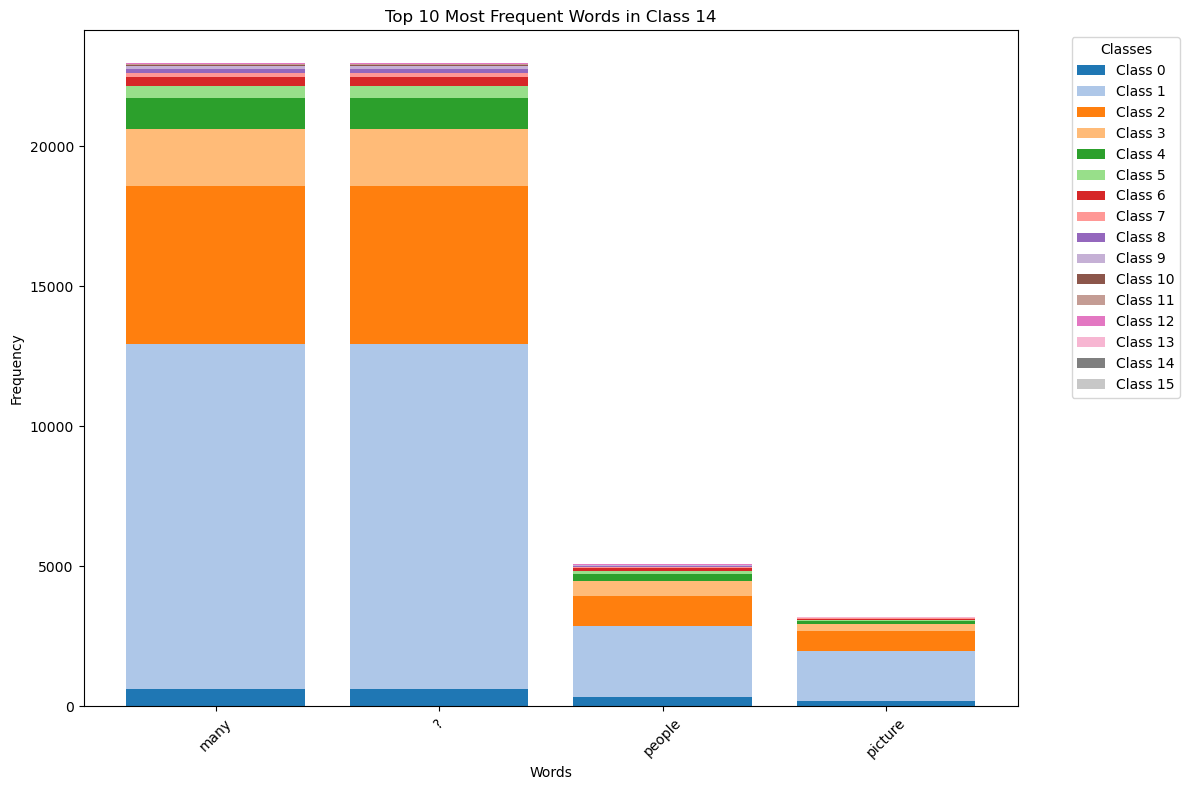 Top 10 Most Frequent Words in Class 14
Frequency
20000
15000
10000
5000
0
many
?
people
picture
Words
Classes
Class 0
Class 1
Class 2
Class 3
Class 4
Class 5
Class 6
Class 7
Class 8
Class 9
Class 10
Class 11
Class 12
Class 13
Class 14
Class 15